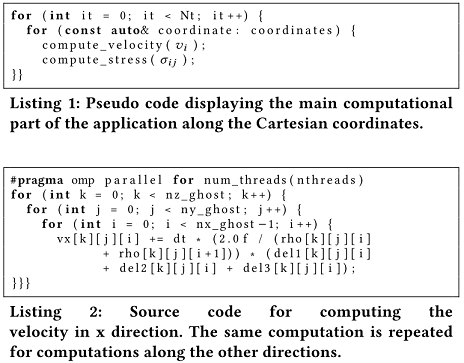 for (int it = 0; it < Nt; it++) {
for (const auto& coordinate: coordinates) {
compute_velocity(vᵢ);
compute_stress(σᵢⱼ);
}}
Listing 1: Pseudo code displaying the main computational
part of the application along the Cartesian coordinates.
#pragma omp parallel for num_threads(nthreads)
for (int k = 0; k < nz_ghost; k++) {
for (int j = 0; j < ny_ghost; j++) {
for (int i = 0; i < nx_ghost-1; i++) {
vx[k][j][i] += dt * (2.0f / (rho[k][j][i]
+ rho[k][j][i+1])) * (del1[k][j][i]
+ del2[k][j][i] + del3[k][j][i]);
}}}
Listing 2: Source code for computing the
velocity in x direction. The same computation is repeated
for computations along the other directions.